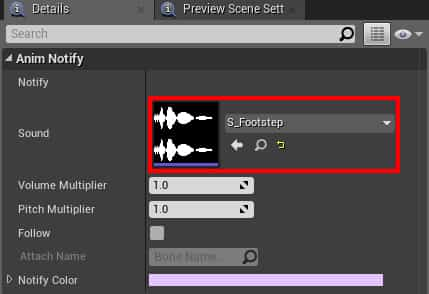 Details
Preview Scene Sett
Search
Anim Notify
Notify
Sound
S_Footstep
Volume Multiplier
1.0
Pitch Multiplier
1.0
Follow
Attach Name
Bone Name...
Notify Color